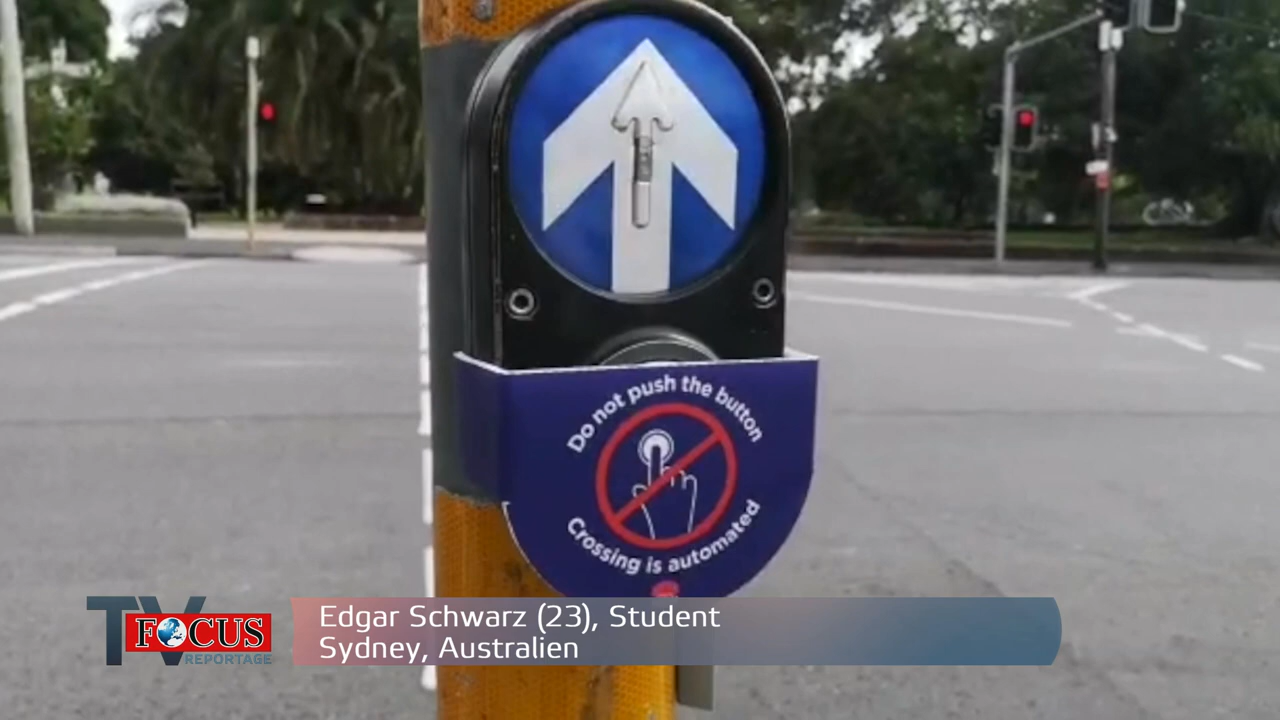 Do not push the button
Crossing is automated
TV FOCUS
REPORTAGE
Edgar Schwarz (23), Student
Sydney, Australien